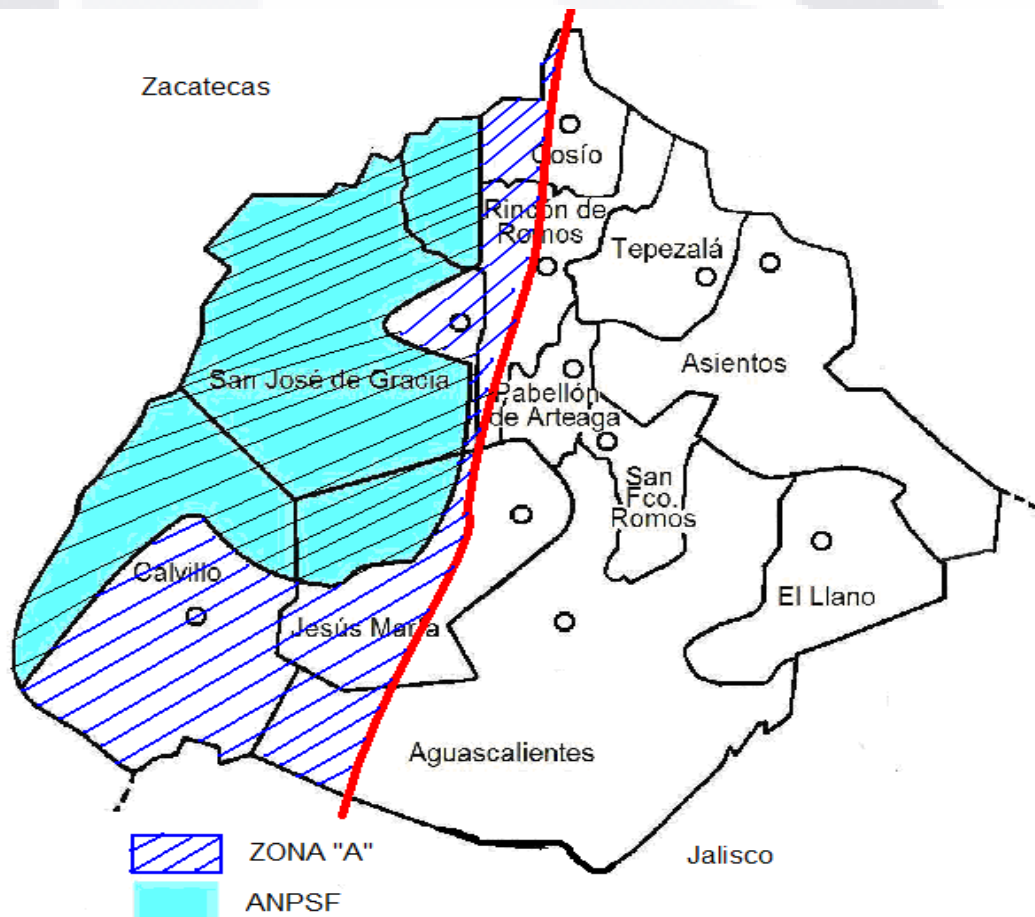 Zacatecas
Cosío
Rincón de
Romos
Tepezalá
Asientos
San José de Gracia
Pabellón
de Arteaga
San
Fco.
Romos
Calvillo
El Llano
Jesús María
Aguascalientes
Jalisco
ZONA "A"
ANPSF